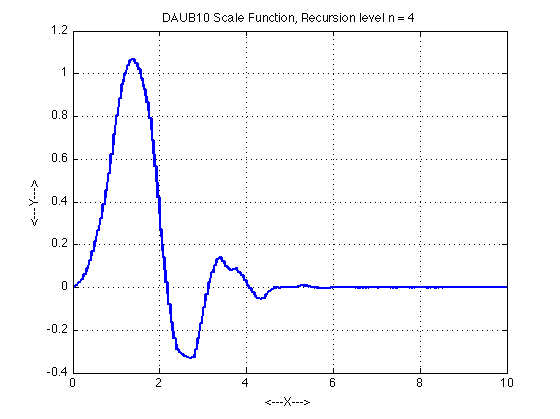 DAUB10 Scale Function, Recursion level n = 4
1.2
1
0.8
0.6
0.4
0.2
0
-0.2
-0.4
<---Y--->
0 2 4 6 8 10
<---X--->